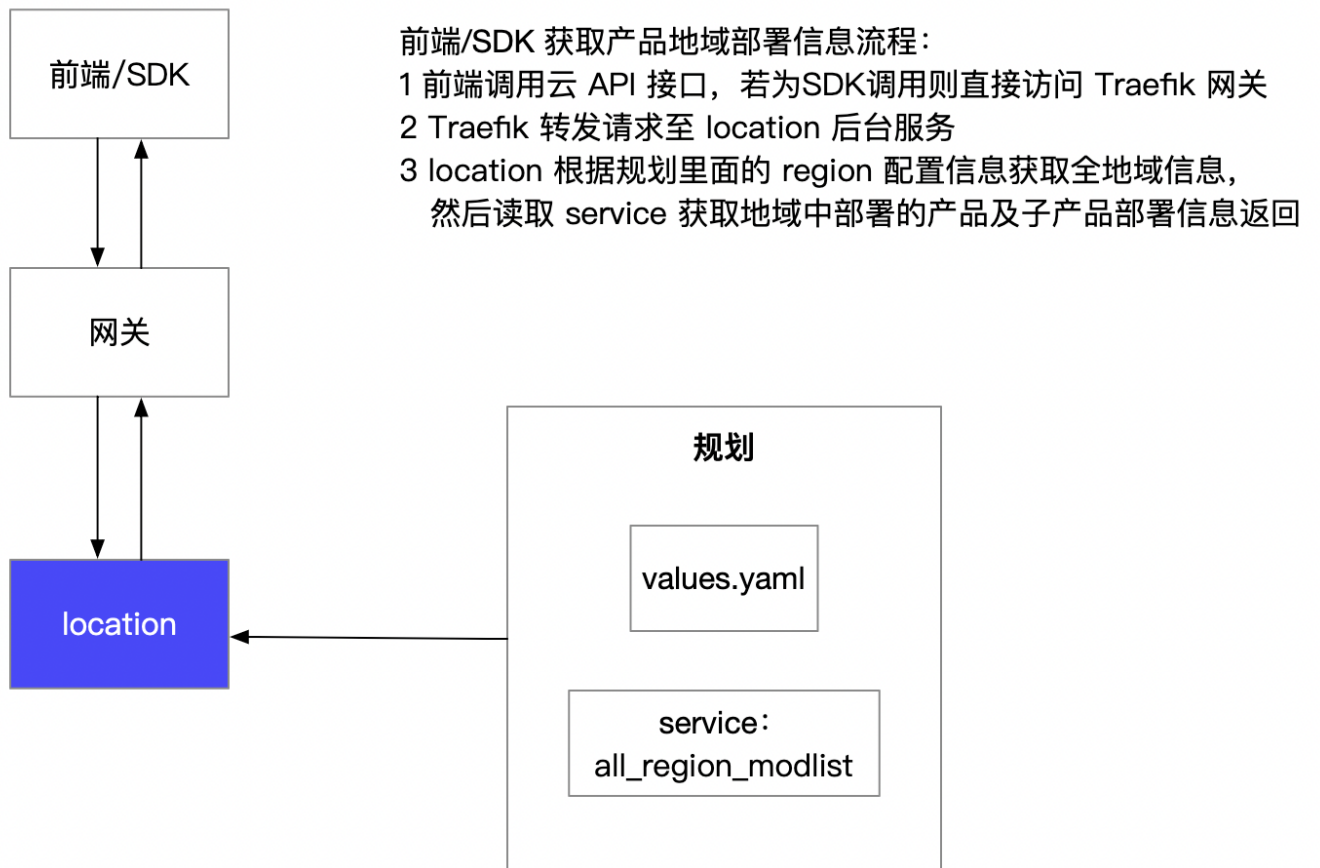 前端/SDK 获取产品地域部署信息流程：
1 前端调用云 API 接口，若为SDK调用则直接访问 Traefik 网关
2 Traefik 转发请求至 location 后台服务
3 location 根据规划里面的 region 配置信息获取全地域信息，
然后读取 service 获取地域中部署的产品及子产品部署信息返回
前端/SDK
网关
location
规划
values.yaml
service：
all_region_modlist